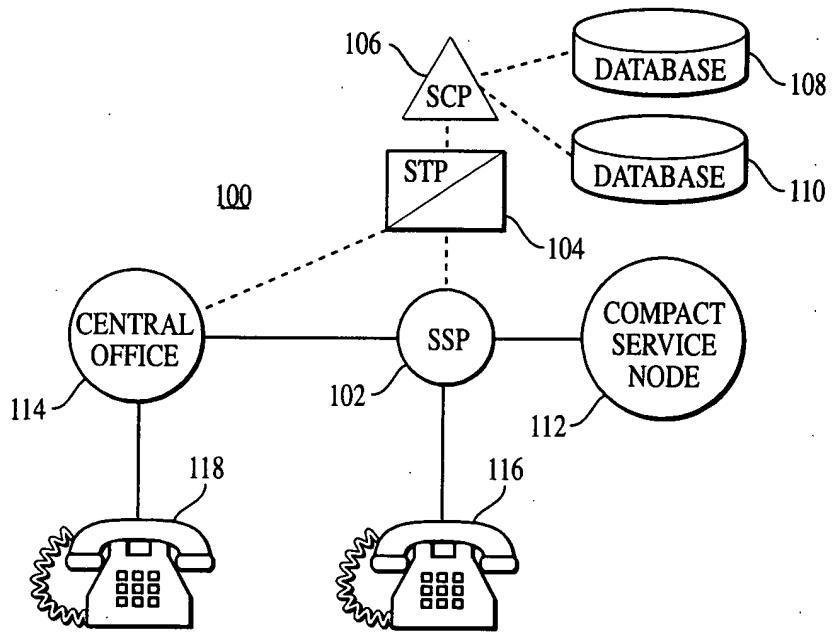 106
SCP
DATABASE
108
STP
DATABASE
110
100
104
CENTRAL
OFFICE
SSP
COMPACT
SERVICE
NODE
114
102
112
118
116